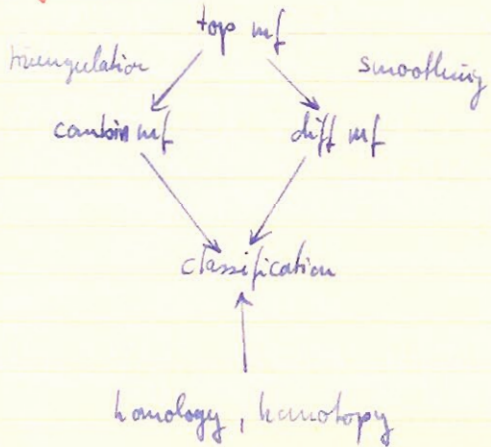 top mf
triangulation smoothing
combin mf diff mf
classification
homology, homotopy